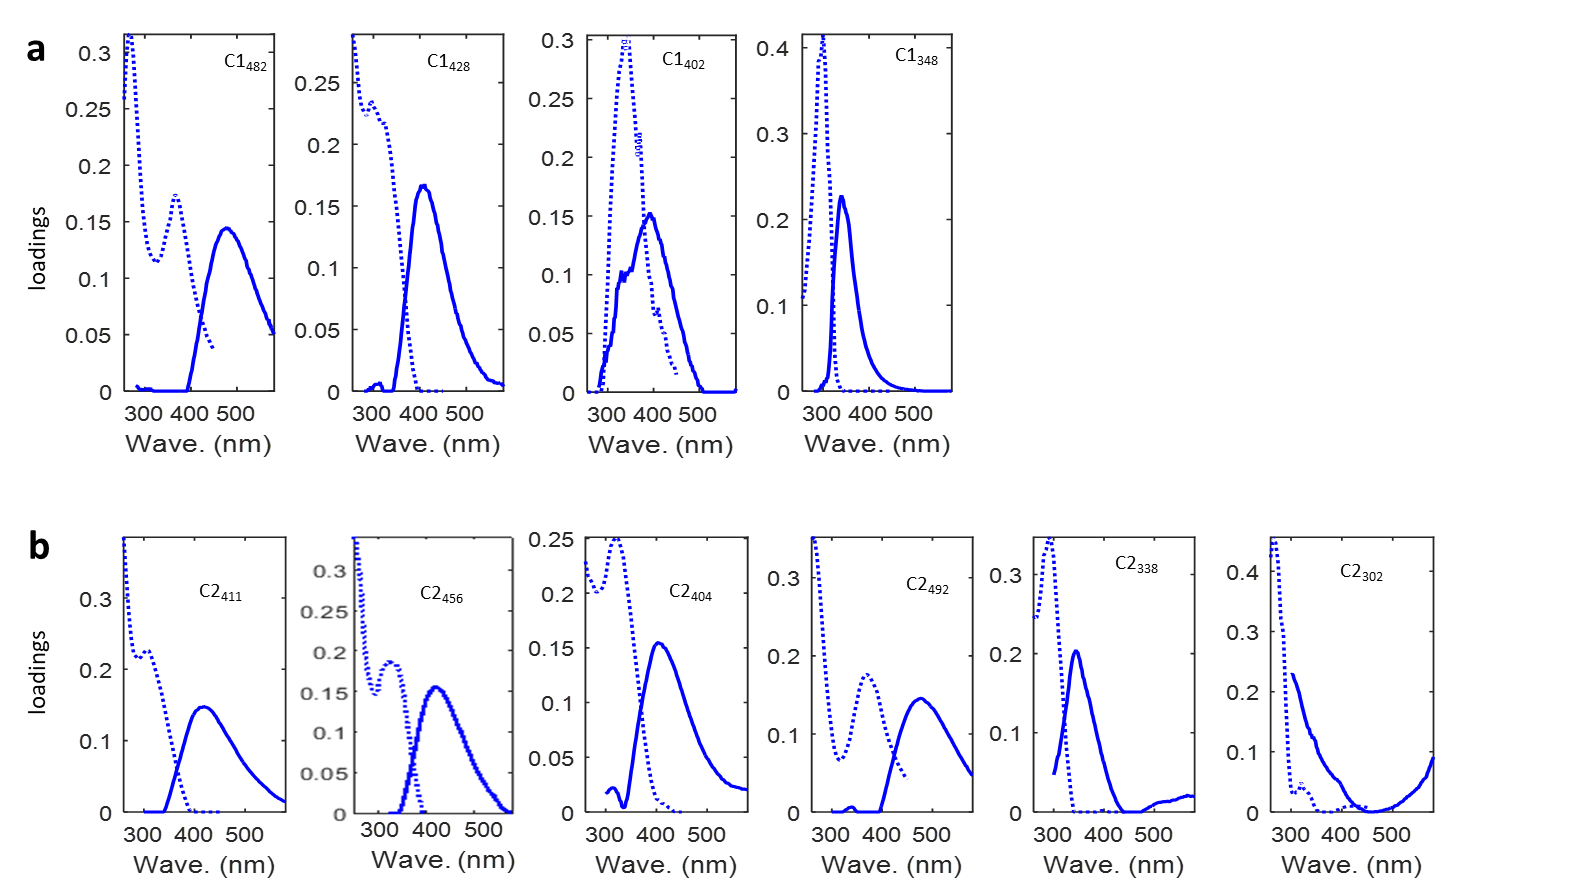 a
C1482
C1428
C1402
C1348
0.3
0.25
0.2
0.15
0.1
0.05
0
0.25
0.2
0.15
0.1
0.05
0
0.3
0.25
0.2
0.15
0.1
0.05
0
0.4
0.3
0.2
0.1
0
loadings
300 400 500
300 400 500
300 400 500
300 400 500
Wave. (nm)
Wave. (nm)
Wave. (nm)
Wave. (nm)
b
C2411
C2456
C2404
C2492
C2338
C2302
0.3
0.2
0.1
0
0.3
0.25
0.2
0.15
0.1
0.05
0
0.25
0.2
0.15
0.1
0.05
0
0.3
0.2
0.1
0
0.3
0.2
0.1
0
0.4
0.3
0.2
0.1
0
loadings
300 400 500
300 400 500
300 400 500
300 400 500
300 400 500
300 400 500
Wave. (nm)
Wave. (nm)
Wave. (nm)
Wave. (nm)
Wave. (nm)
Wave. (nm)